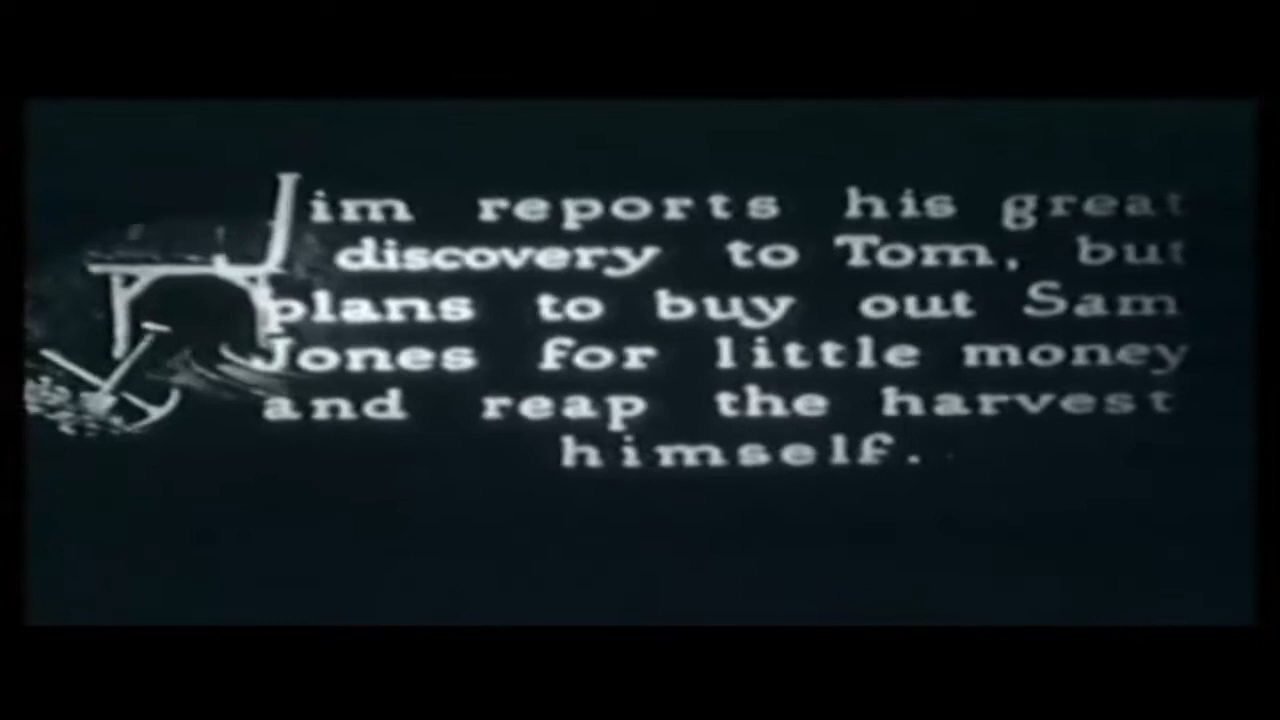 Jim reports his great
discovery to Tom, but
plans to buy out Sam
Jones for little money
and reap the harvest
himself.